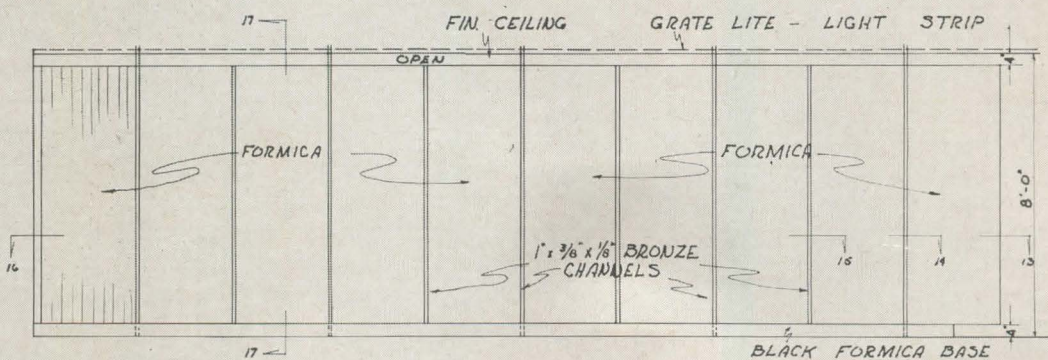 17
FIN. CEILING
GRATE LITE - LIGHT STRIP
OPEN
4"
FORMICA
FORMICA
8'-0"
16
1" x 3/8" x 1/8" BRONZE
CHANNELS
15
14
13
4"
17
BLACK FORMICA BASE